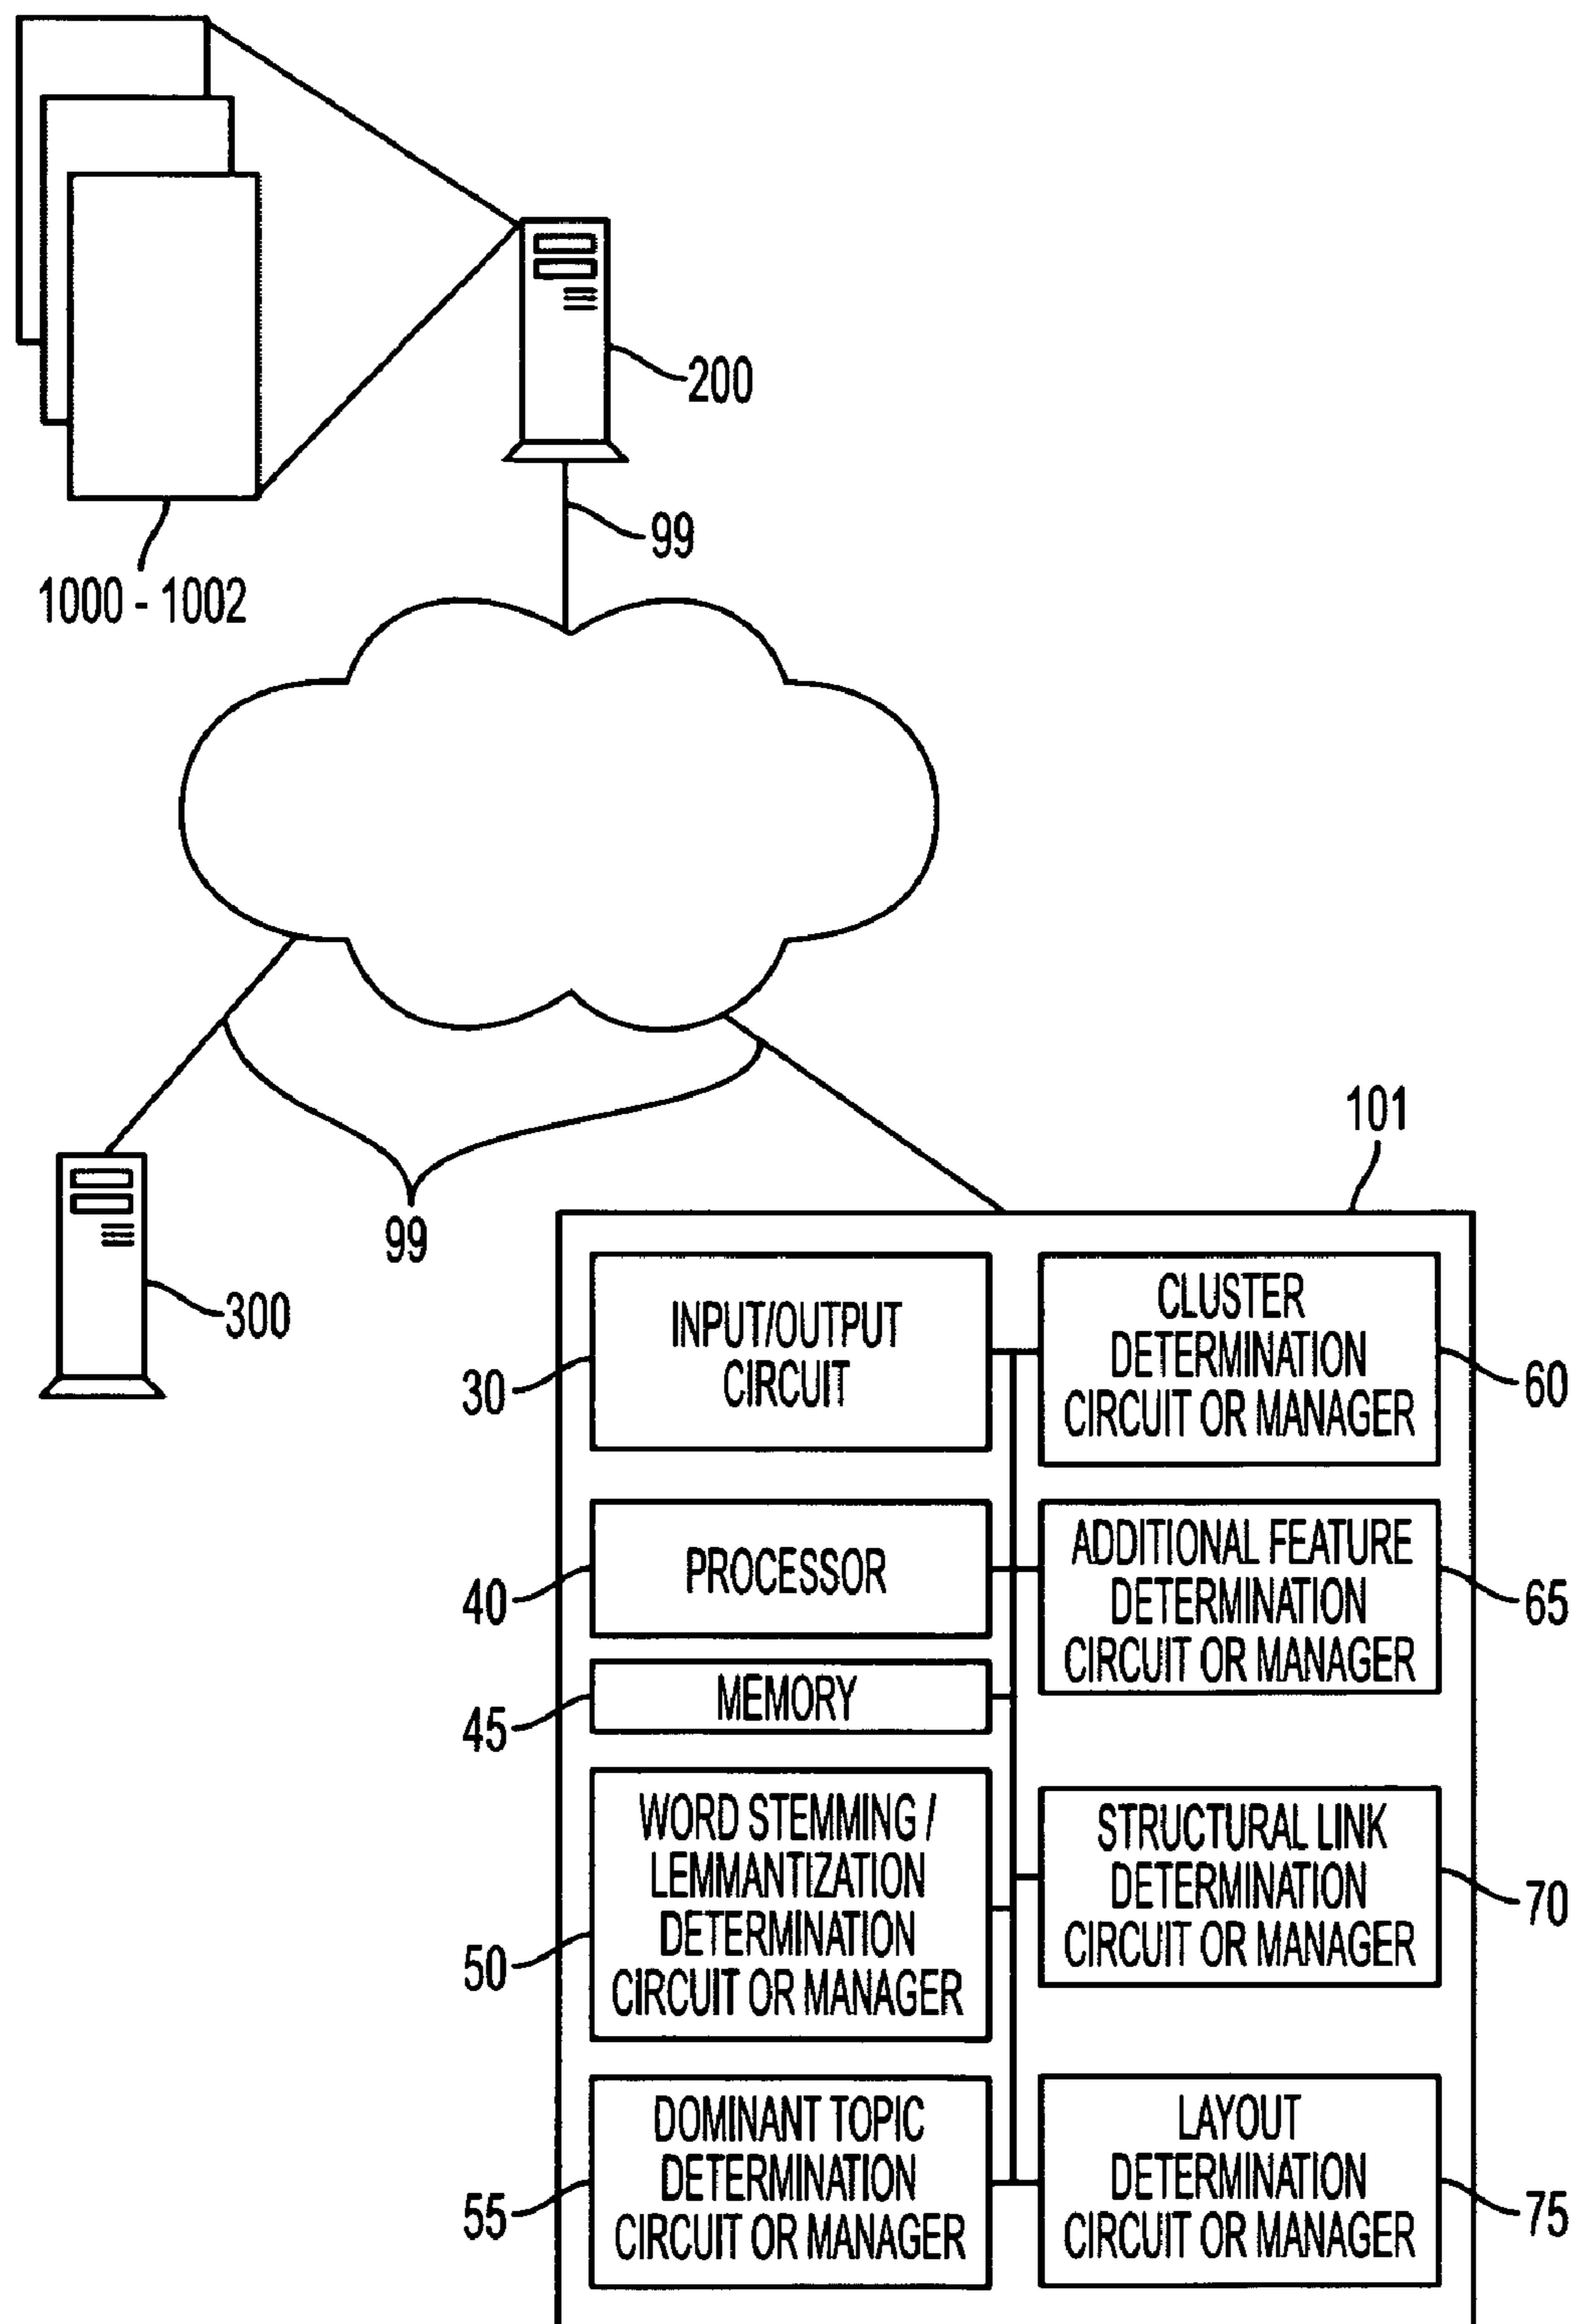 200
99
1000 - 1002
101
99
300
INPUT/OUTPUT
CIRCUIT
30
CLUSTER
DETERMINATION
CIRCUIT OR MANAGER
60
PROCESSOR
40
ADDITIONAL FEATURE
DETERMINATION
CIRCUIT OR MANAGER
65
MEMORY
45
WORD STEMMING /
LEMMANTIZATION
DETERMINATION
CIRCUIT OR MANAGER
50
STRUCTURAL LINK
DETERMINATION
CIRCUIT OR MANAGER
70
DOMINANT TOPIC
DETERMINATION
CIRCUIT OR MANAGER
55
LAYOUT
DETERMINATION
CIRCUIT OR MANAGER
75